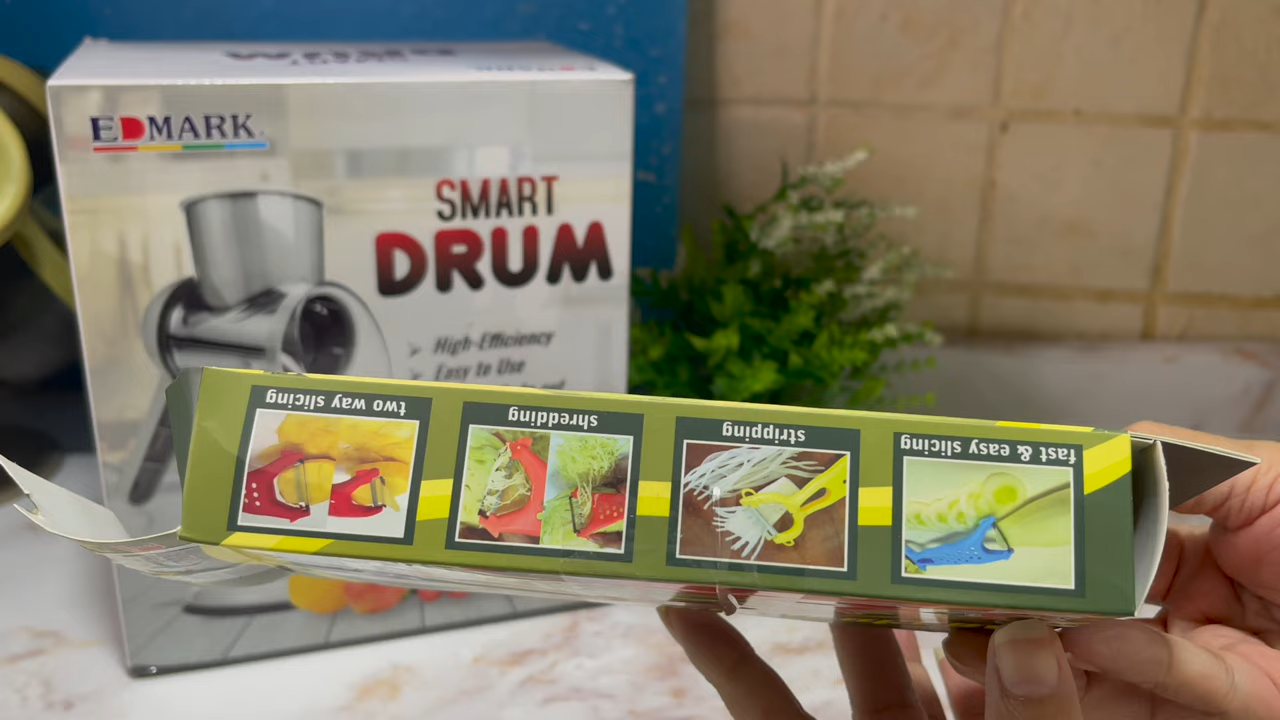 EDMARK
SMART
DRUM
High-Efficiency
Easy to Use
two way slicing
shredding
stripping
fast & easy slicing